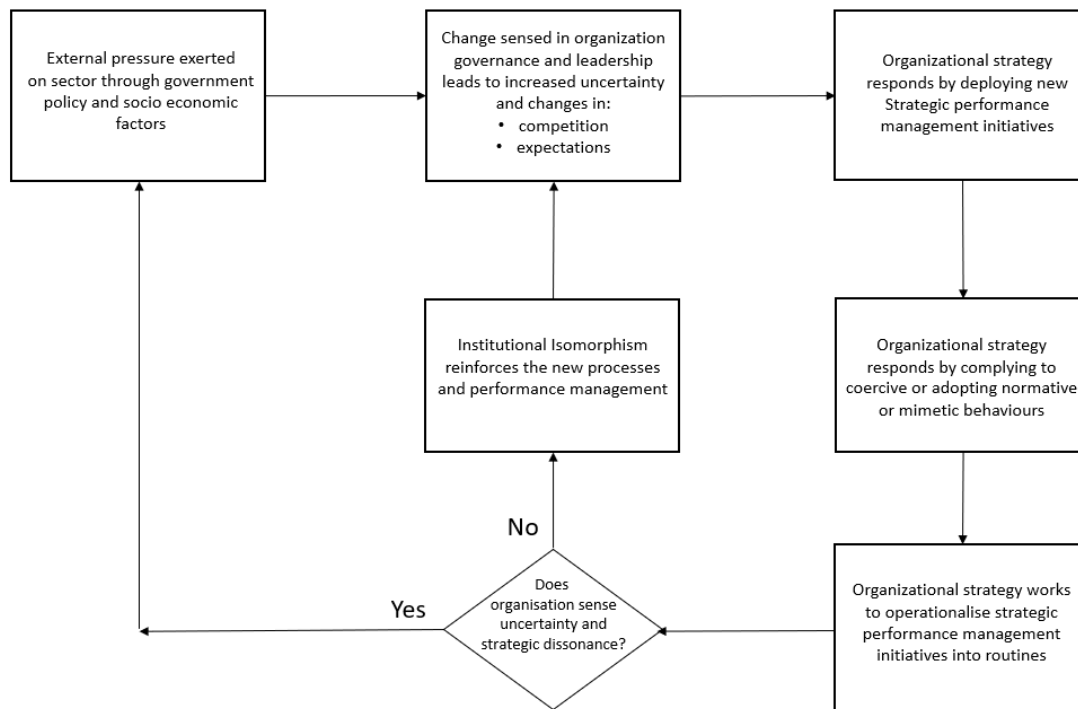 External pressure exerted
on sector through government
policy and socio economic
factors
Change sensed in organization
governance and leadership
leads to increased uncertainty
and changes in:
• competition
• expectations
Organizational strategy
responds by deploying new
Strategic performance
management initiatives
Institutional Isomorphism
reinforces the new processes
and performance management
Organizational strategy
responds by complying to
coercive or adopting normative
or mimetic behaviours
No
Yes
Does
organisation sense
uncertainty and
strategic dissonance?
Organizational strategy works
to operationalise strategic
performance management
initiatives into routines